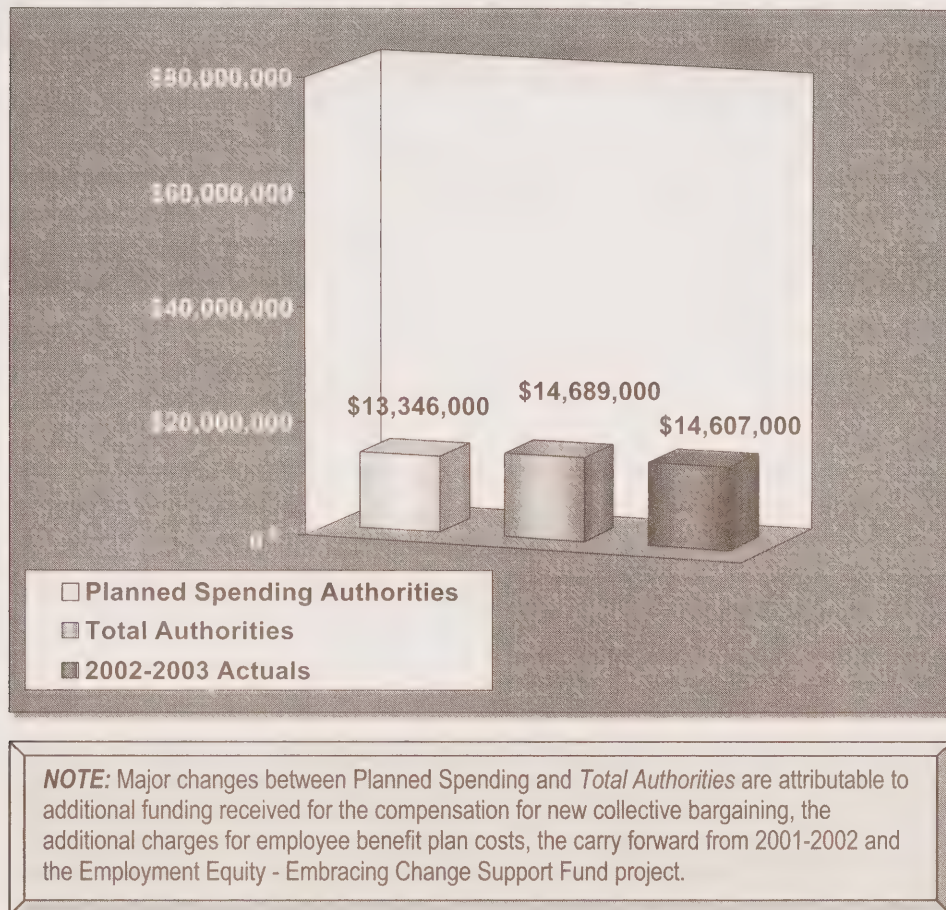 $80,000,000
$60,000,000
$40,000,000
$20,000,000
$13,346,000
$14,689,000
$14,607,000
Planned Spending Authorities
Total Authorities
2002-2003 Actuals
NOTE: Major changes between Planned Spending and Total Authorities are attributable to
additional funding received for the compensation for new collective bargaining, the
additional charges for employee benefit plan costs, the carry forward from 2001-2002 and
the Employment Equity - Embracing Change Support Fund project.